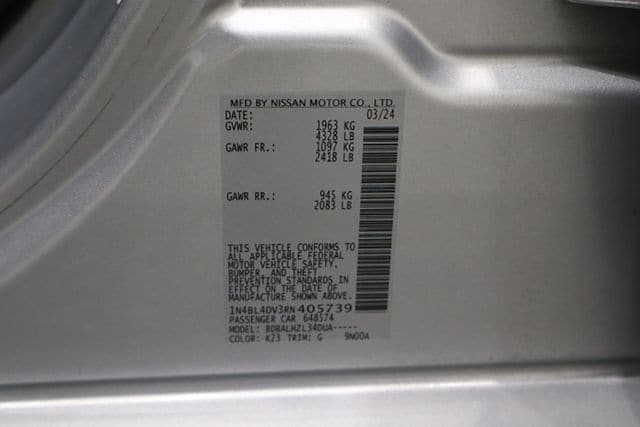 MFD BY NISSAN MOTOR CO., LTD.
DATE: 03/24
GVWR: 1963 KG
4328 LB
GAWR FR.: 1097 KG
2418 LB
GAWR RR.: 945 KG
2083 LB
THIS VEHICLE CONFORMS TO
ALL APPLICABLE FEDERAL
MOTOR VEHICLE SAFETY,
BUMPER, AND THEFT
PREVENTION STANDARDS IN
EFFECT ON THE DATE OF
MANUFACTURE SHOWN ABOVE.
1N4BL4DV3RN405739
PASSENGER CAR 648574
MODEL: BDBALHZL34DUA-----
COLOR: K23 TRIM: G 9N00A